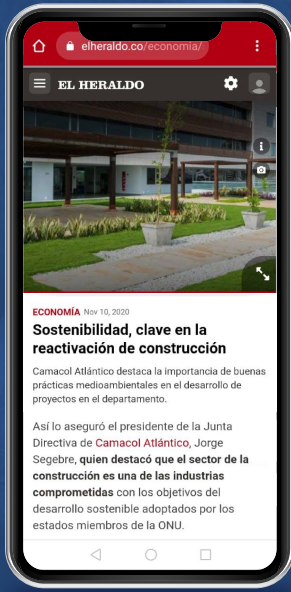 elheraldo.co/economia/
EL HERALDO
i
ECONOMÍA Nov 10, 2020
Sostenibilidad, clave en la
reactivación de construcción
Camacol Atlántico destaca la importancia de buenas
prácticas medioambientales en el desarrollo de
proyectos en el departamento.
Así lo aseguró el presidente de la Junta
Directiva de Camacol Atlántico, Jorge
Segebre, quien destacó que el sector de la
construcción es una de las industrias
comprometidas con los objetivos del
desarrollo sostenible adoptados por los
estados miembros de la ONU.